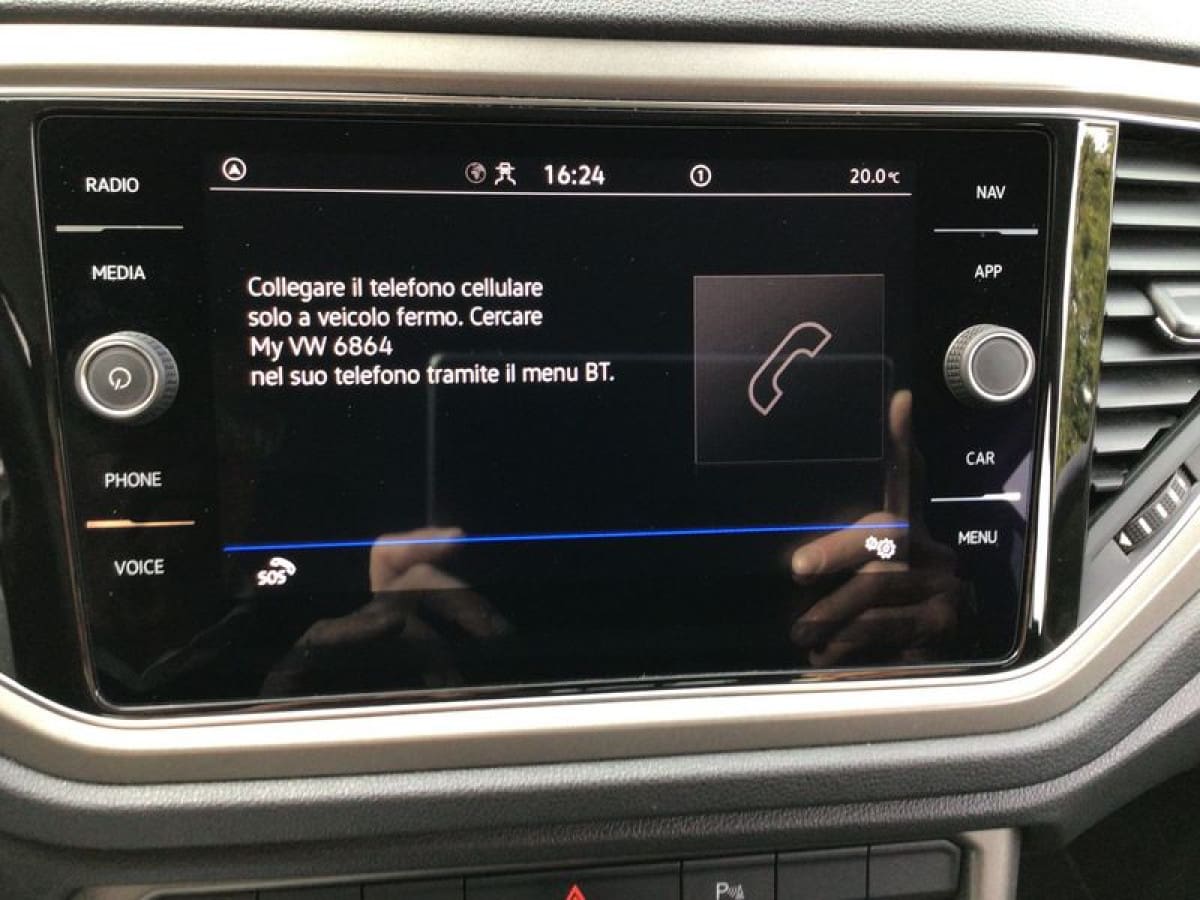 RADIO
16:24
1
20.0°C
NAV
MEDIA
APP
Collegare il telefono cellulare
solo a veicolo fermo. Cercare
My VW 6864
nel suo telefono tramite il menu BT.
PHONE
CAR
VOICE
SOS
MENU
P